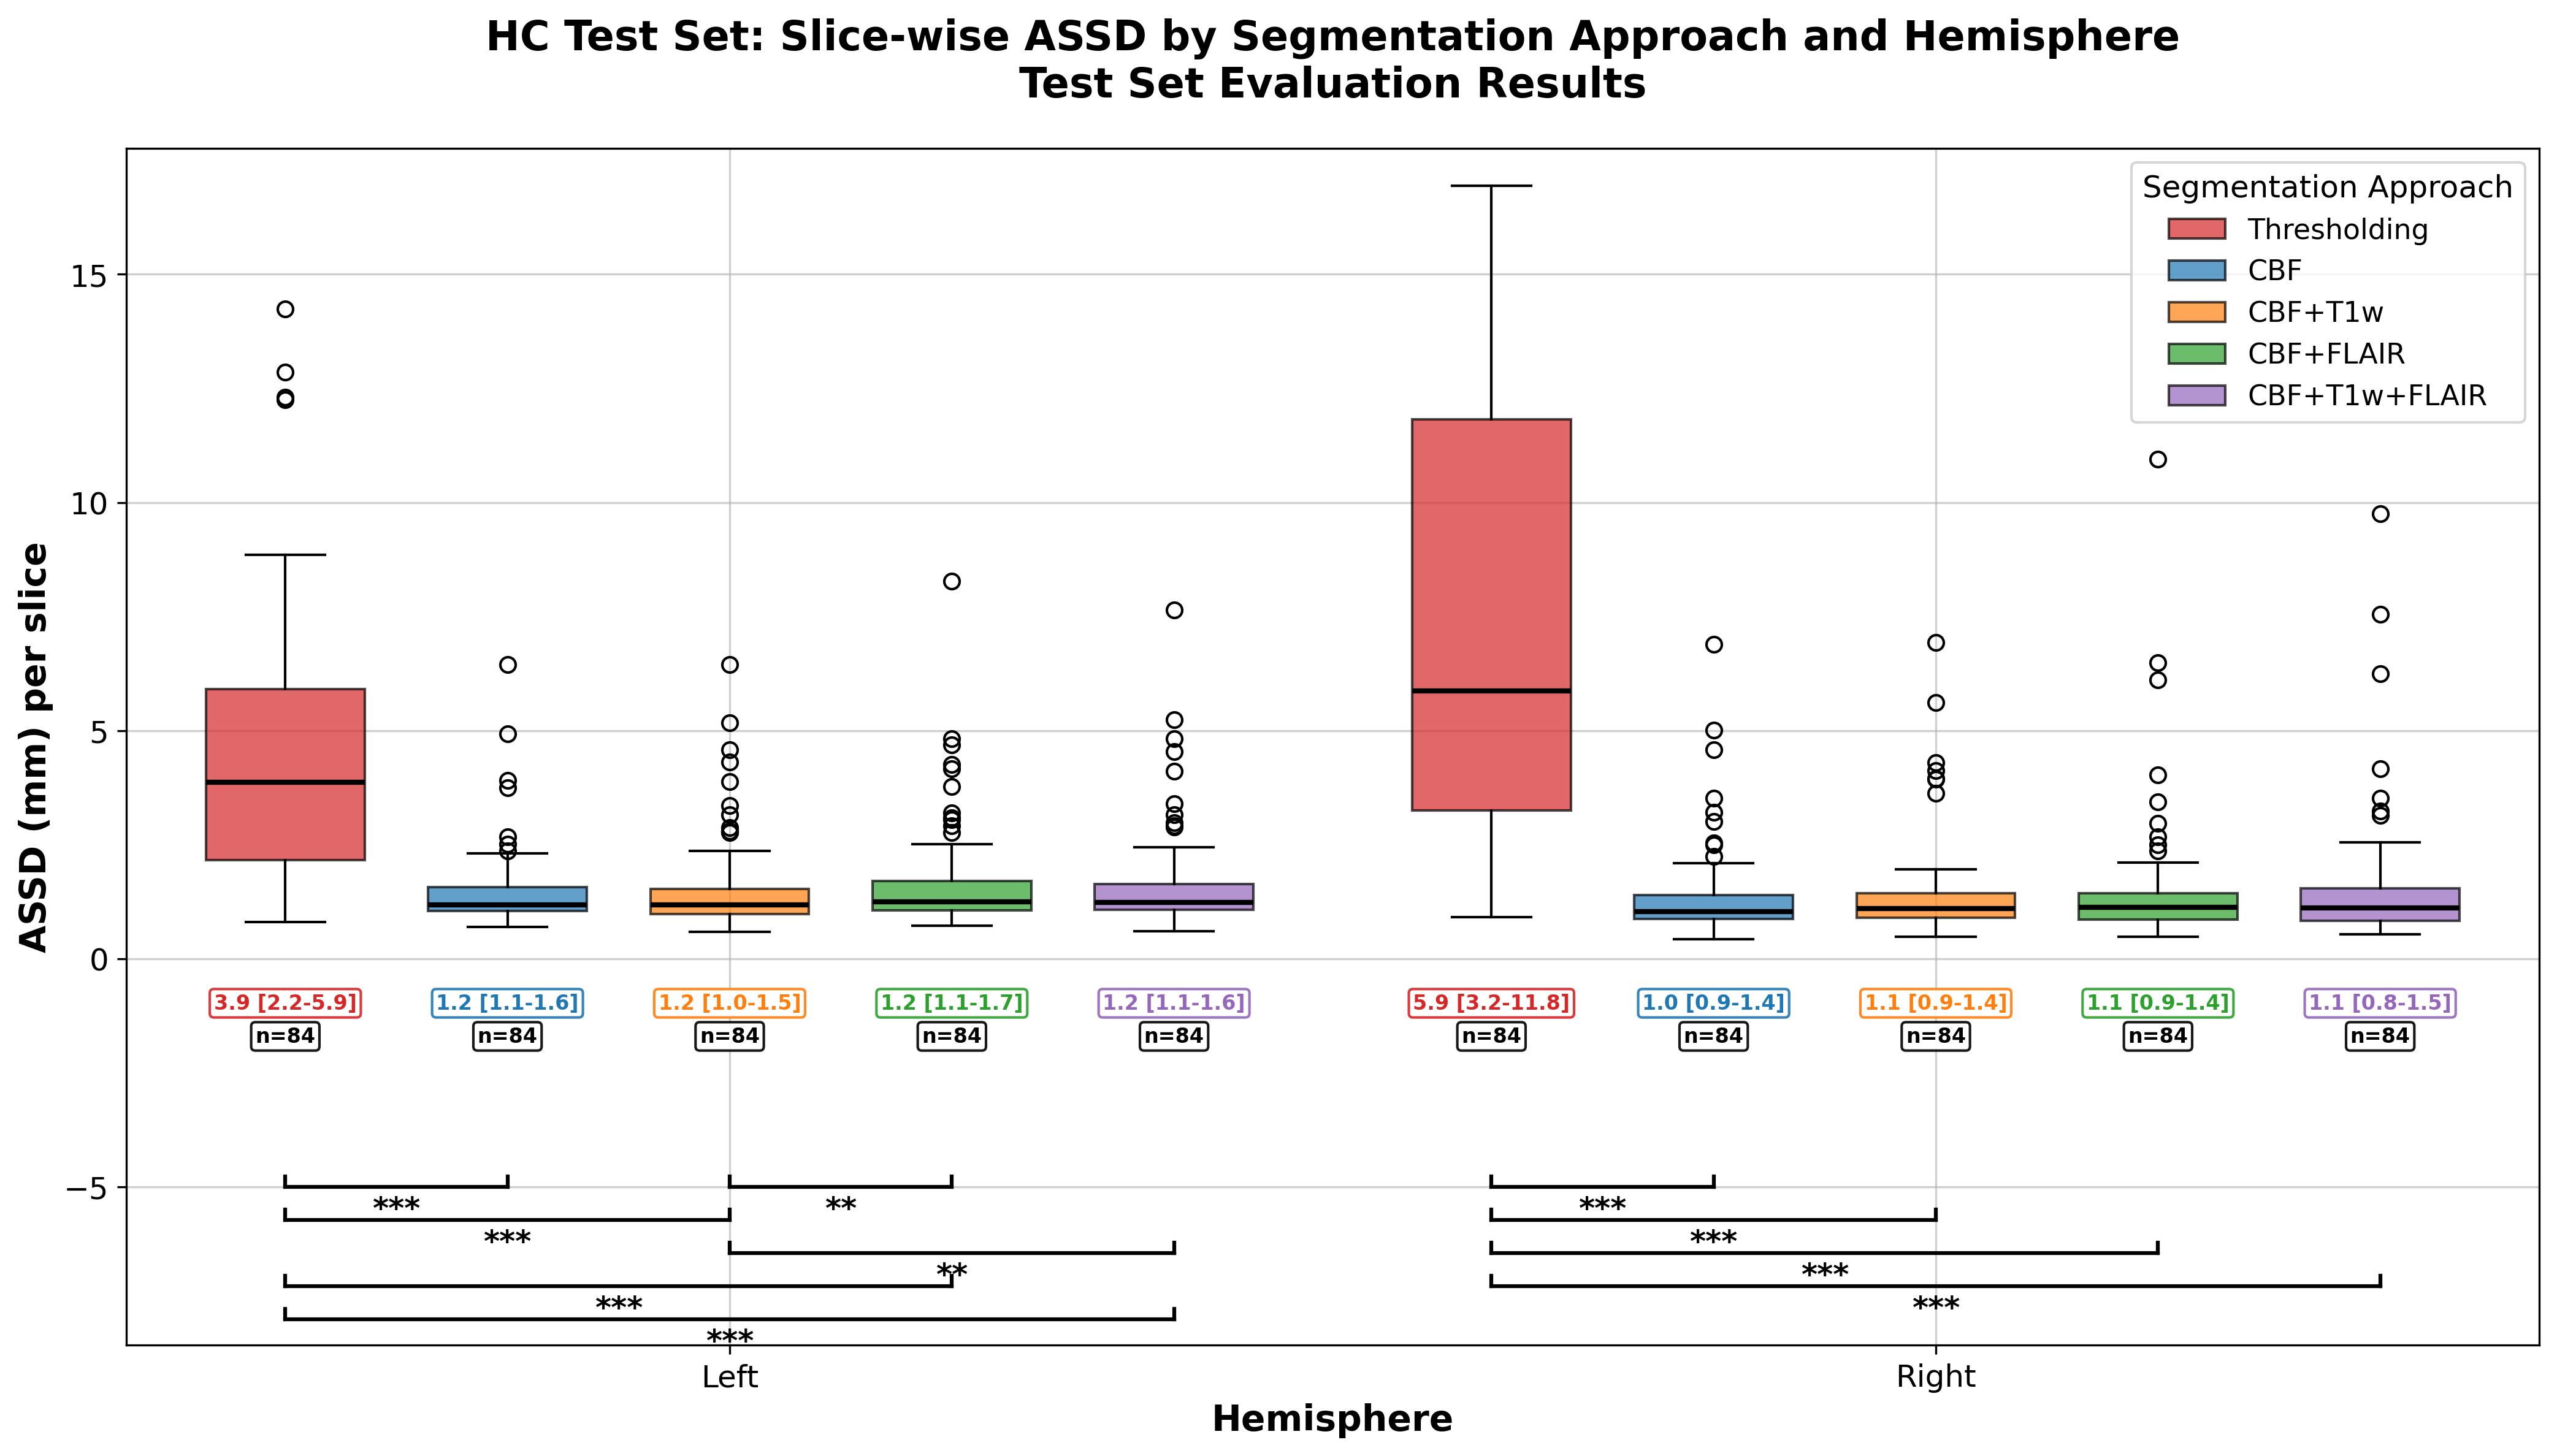 HC Test Set: Slice-wise ASSD by Segmentation Approach and Hemisphere
Test Set Evaluation Results
Segmentation Approach
Thresholding
CBF
CBF+T1w
CBF+FLAIR
CBF+T1w+FLAIR
ASSD (mm) per slice
15
10
5
0
−5
3.9 [2.2-5.9] 1.2 [1.1-1.6] 1.2 [1.0-1.5] 1.2 [1.1-1.7] 1.2 [1.1-1.6] 5.9 [3.2-11.8] 1.0 [0.9-1.4] 1.1 [0.9-1.4] 1.1 [0.9-1.4] 1.1 [0.8-1.5]
n=84 n=84 n=84 n=84 n=84 n=84 n=84 n=84 n=84 n=84
*** ** ***
*** ***
** ***
*** ***
***
Left Right
Hemisphere